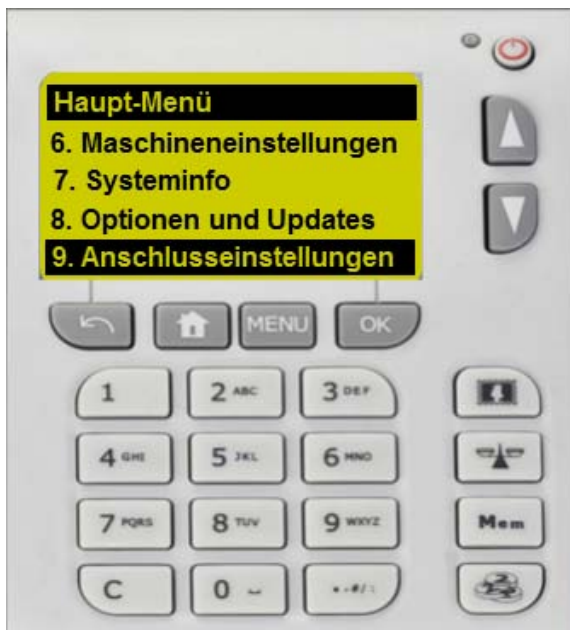 Haupt-Menü
6. Maschineneinstellungen
7. Systeminfo
8. Optionen und Updates
9. Anschlusseinstellungen
MENU
OK
1
2 ABC
3 DEF
4 GHI
5 JKL
6 MNO
7 PQRS
8 TUV
9 WXYZ
Mem
C
0